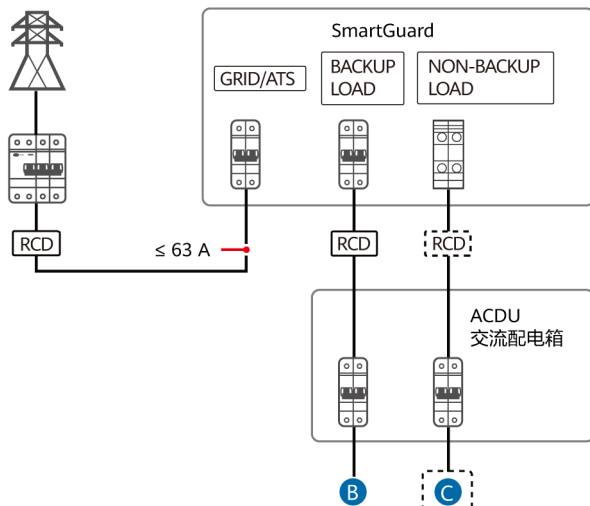 SmartGuard
GRID/ATS
BACKUP
LOAD
NON-BACKUP
LOAD
RCD
≤ 63 A
RCD
RCD
ACDU
交流配电箱
B
C